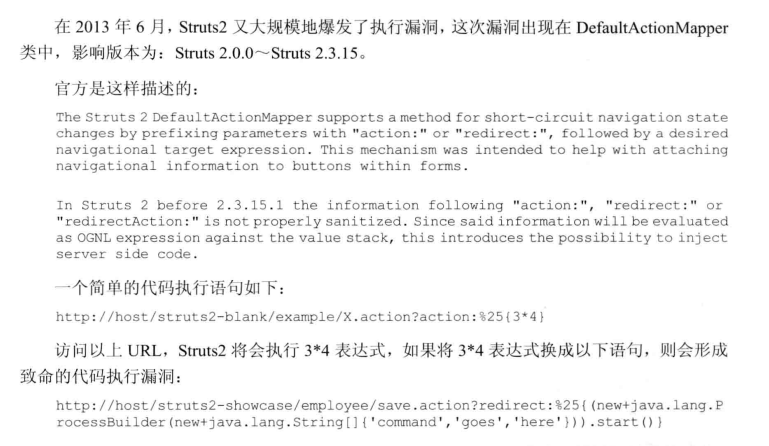 在 2013 年 6 月，Struts2 又大规模地爆发了执行漏洞，这次漏洞出现在 DefaultActionMapper
类中，影响版本为：Struts 2.0.0～Struts 2.3.15。
官方是这样描述的：
The Struts 2 DefaultActionMapper supports a method for short-circuit navigation state
changes by prefixing parameters with "action:" or "redirect:", followed by a desired
navigational target expression. This mechanism was intended to help with attaching
navigational information to buttons within forms.
In Struts 2 before 2.3.15.1 the information following "action:", "redirect:" or
"redirectAction:" is not properly sanitized. Since said information will be evaluated
as OGNL expression against the value stack, this introduces the possibility to inject
server side code.
一个简单的代码执行语句如下：
http://host/struts2-blank/example/X.action?action:%25{3*4}
访问以上 URL，Struts2 将会执行 3*4 表达式，如果将 3*4 表达式换成以下语句，则会形成
致命的代码执行漏洞：
http://host/struts2-showcase/employee/save.action?redirect:%25{(new+java.lang.P
rocessBuilder(new+java.lang.String[]{'command','goes','here'})).start()}